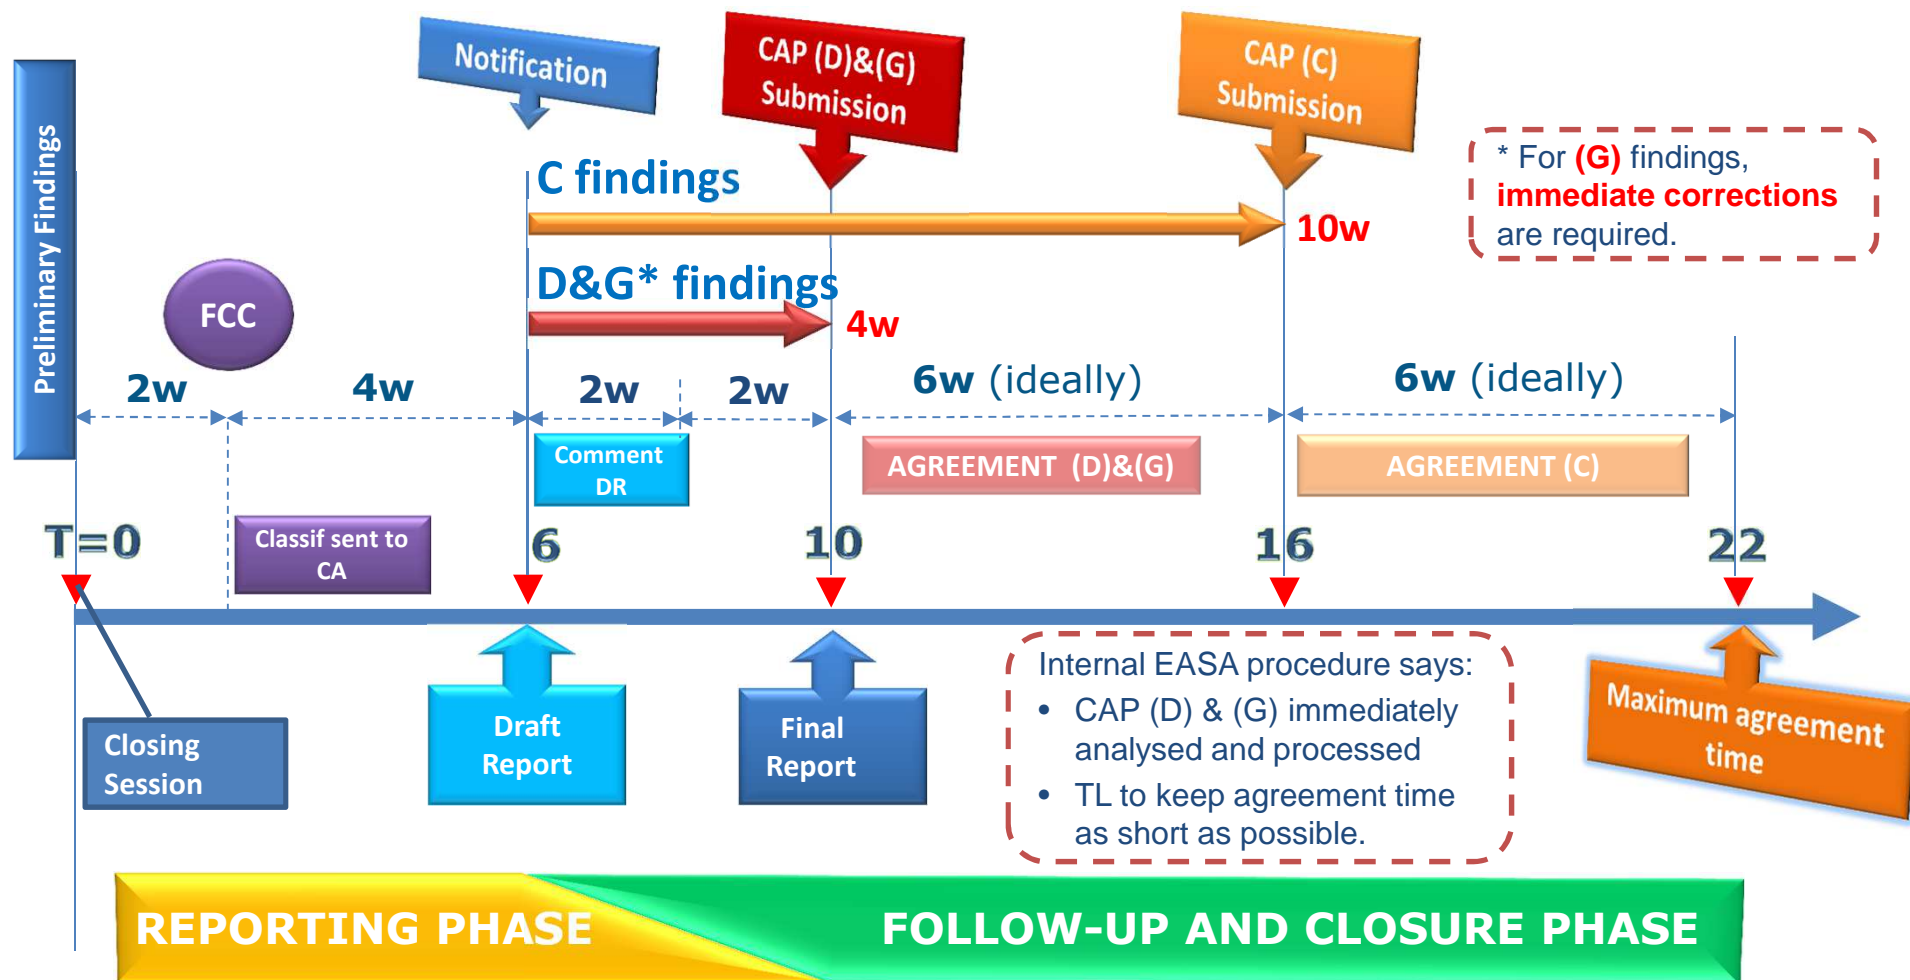 Preliminary Findings
Notification
CAP (D)&(G)
Submission
CAP (C)
Submission
* For (G) findings,
immediate corrections
are required.
C findings
10w
D&G* findings
4w
FCC
2w
4w
2w
2w
6w (ideally)
6w (ideally)
Comment
DR
AGREEMENT (D)&(G)
AGREEMENT (C)
Classif sent to
CA
T=0
6
10
16
22
Closing
Session
Draft
Report
Final
Report
Internal EASA procedure says:
• CAP (D) & (G) immediately
analysed and processed
• TL to keep agreement time
as short as possible.
Maximum agreement
time
REPORTING PHASE
FOLLOW-UP AND CLOSURE PHASE